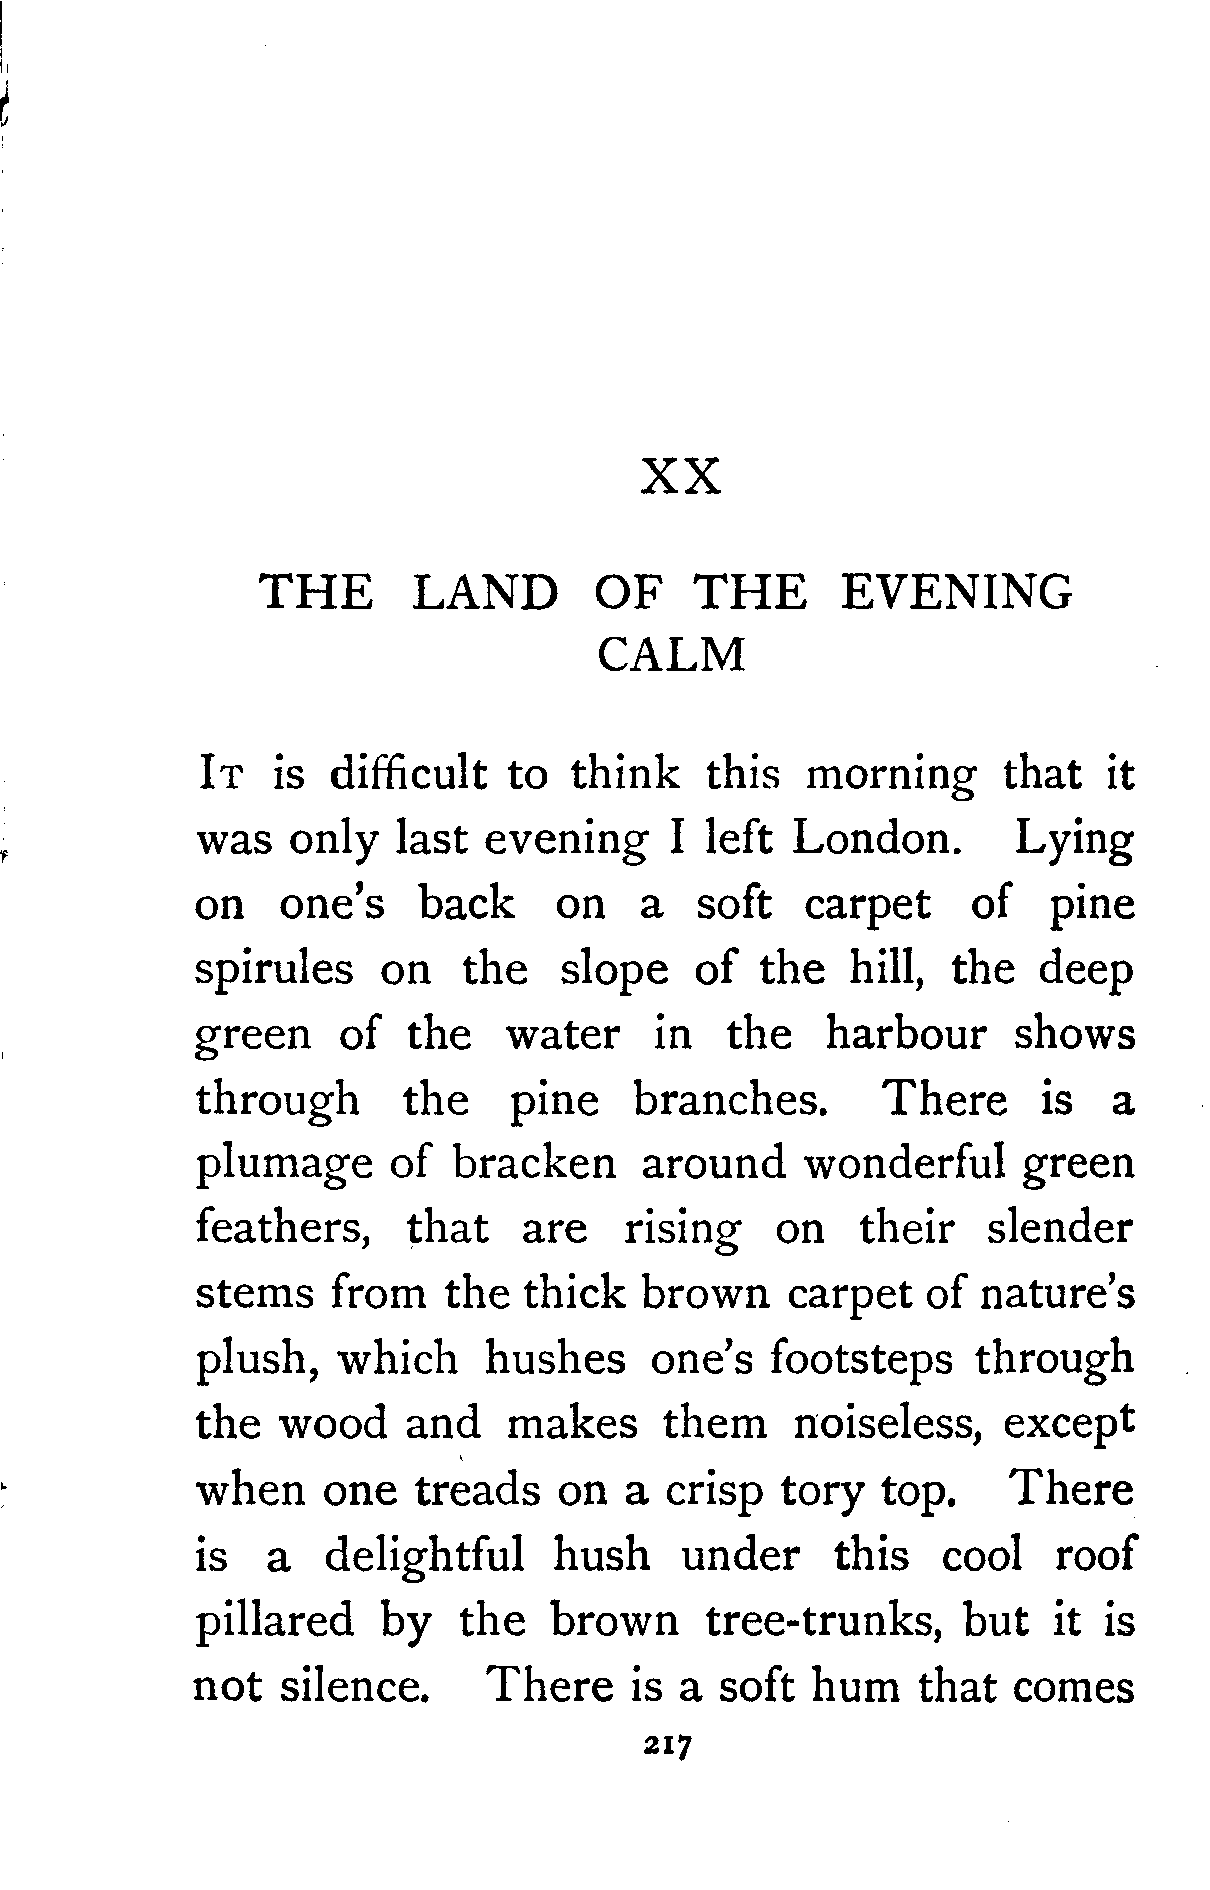 XX
THE LAND OF THE EVENING
CALM
IT is difficult to think this morning that it
was only last evening I left London. Lying
on one's back on a soft carpet of pine
spirules on the slope of the hill, the deep
green of the water in the harbour shows
through the pine branches. There is a
plumage of bracken around wonderful green
feathers, that are rising on their slender
stems from the thick brown carpet of nature's
plush, which hushes one's footsteps through
the wood and makes them noiseless, except
when one treads on a crisp tory top. There
is a delightful hush under this cool roof
pillared by the brown tree-trunks, but it is
not silence. There is a soft hum that comes
217